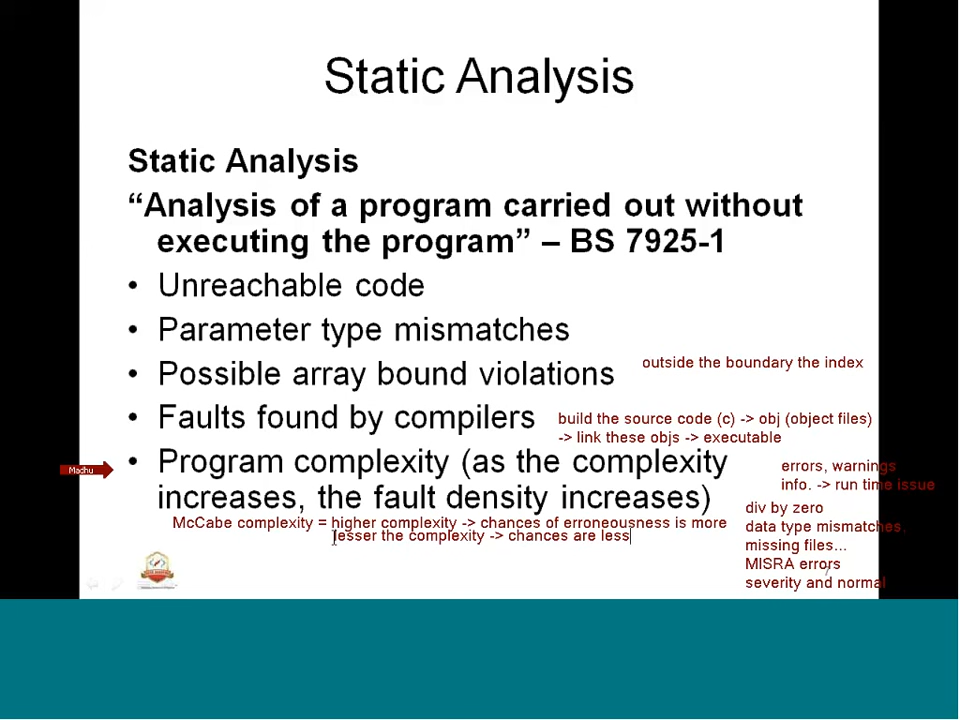 Static Analysis
Static Analysis
“Analysis of a program carried out without
executing the program” – BS 7925-1
• Unreachable code
• Parameter type mismatches
• Possible array bound violations
outside the boundary the index
• Faults found by compilers
build the source code (c) -> obj (object files)
-> link these objs -> executable
Madhu
• Program complexity (as the complexity
increases, the fault density increases)
errors, warnings
info. -> run time issue
div by zero
data type mismatches.
missing files...
MISRA errors
severity and normal
McCabe complexity = higher complexity -> chances of erroneousness is more
lesser the complexity -> chances are less
7